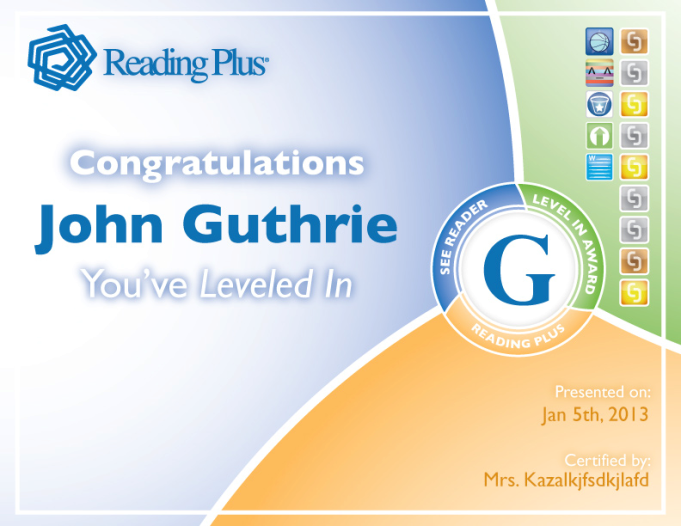 Reading Plus®
Congratulations
John Guthrie
You've Leveled In
SEE READER
LEVEL IN AWARD
READING PLUS
G
Presented on:
Jan 5th, 2013
Certified by:
Mrs. Kazalkjfsdkjlafd